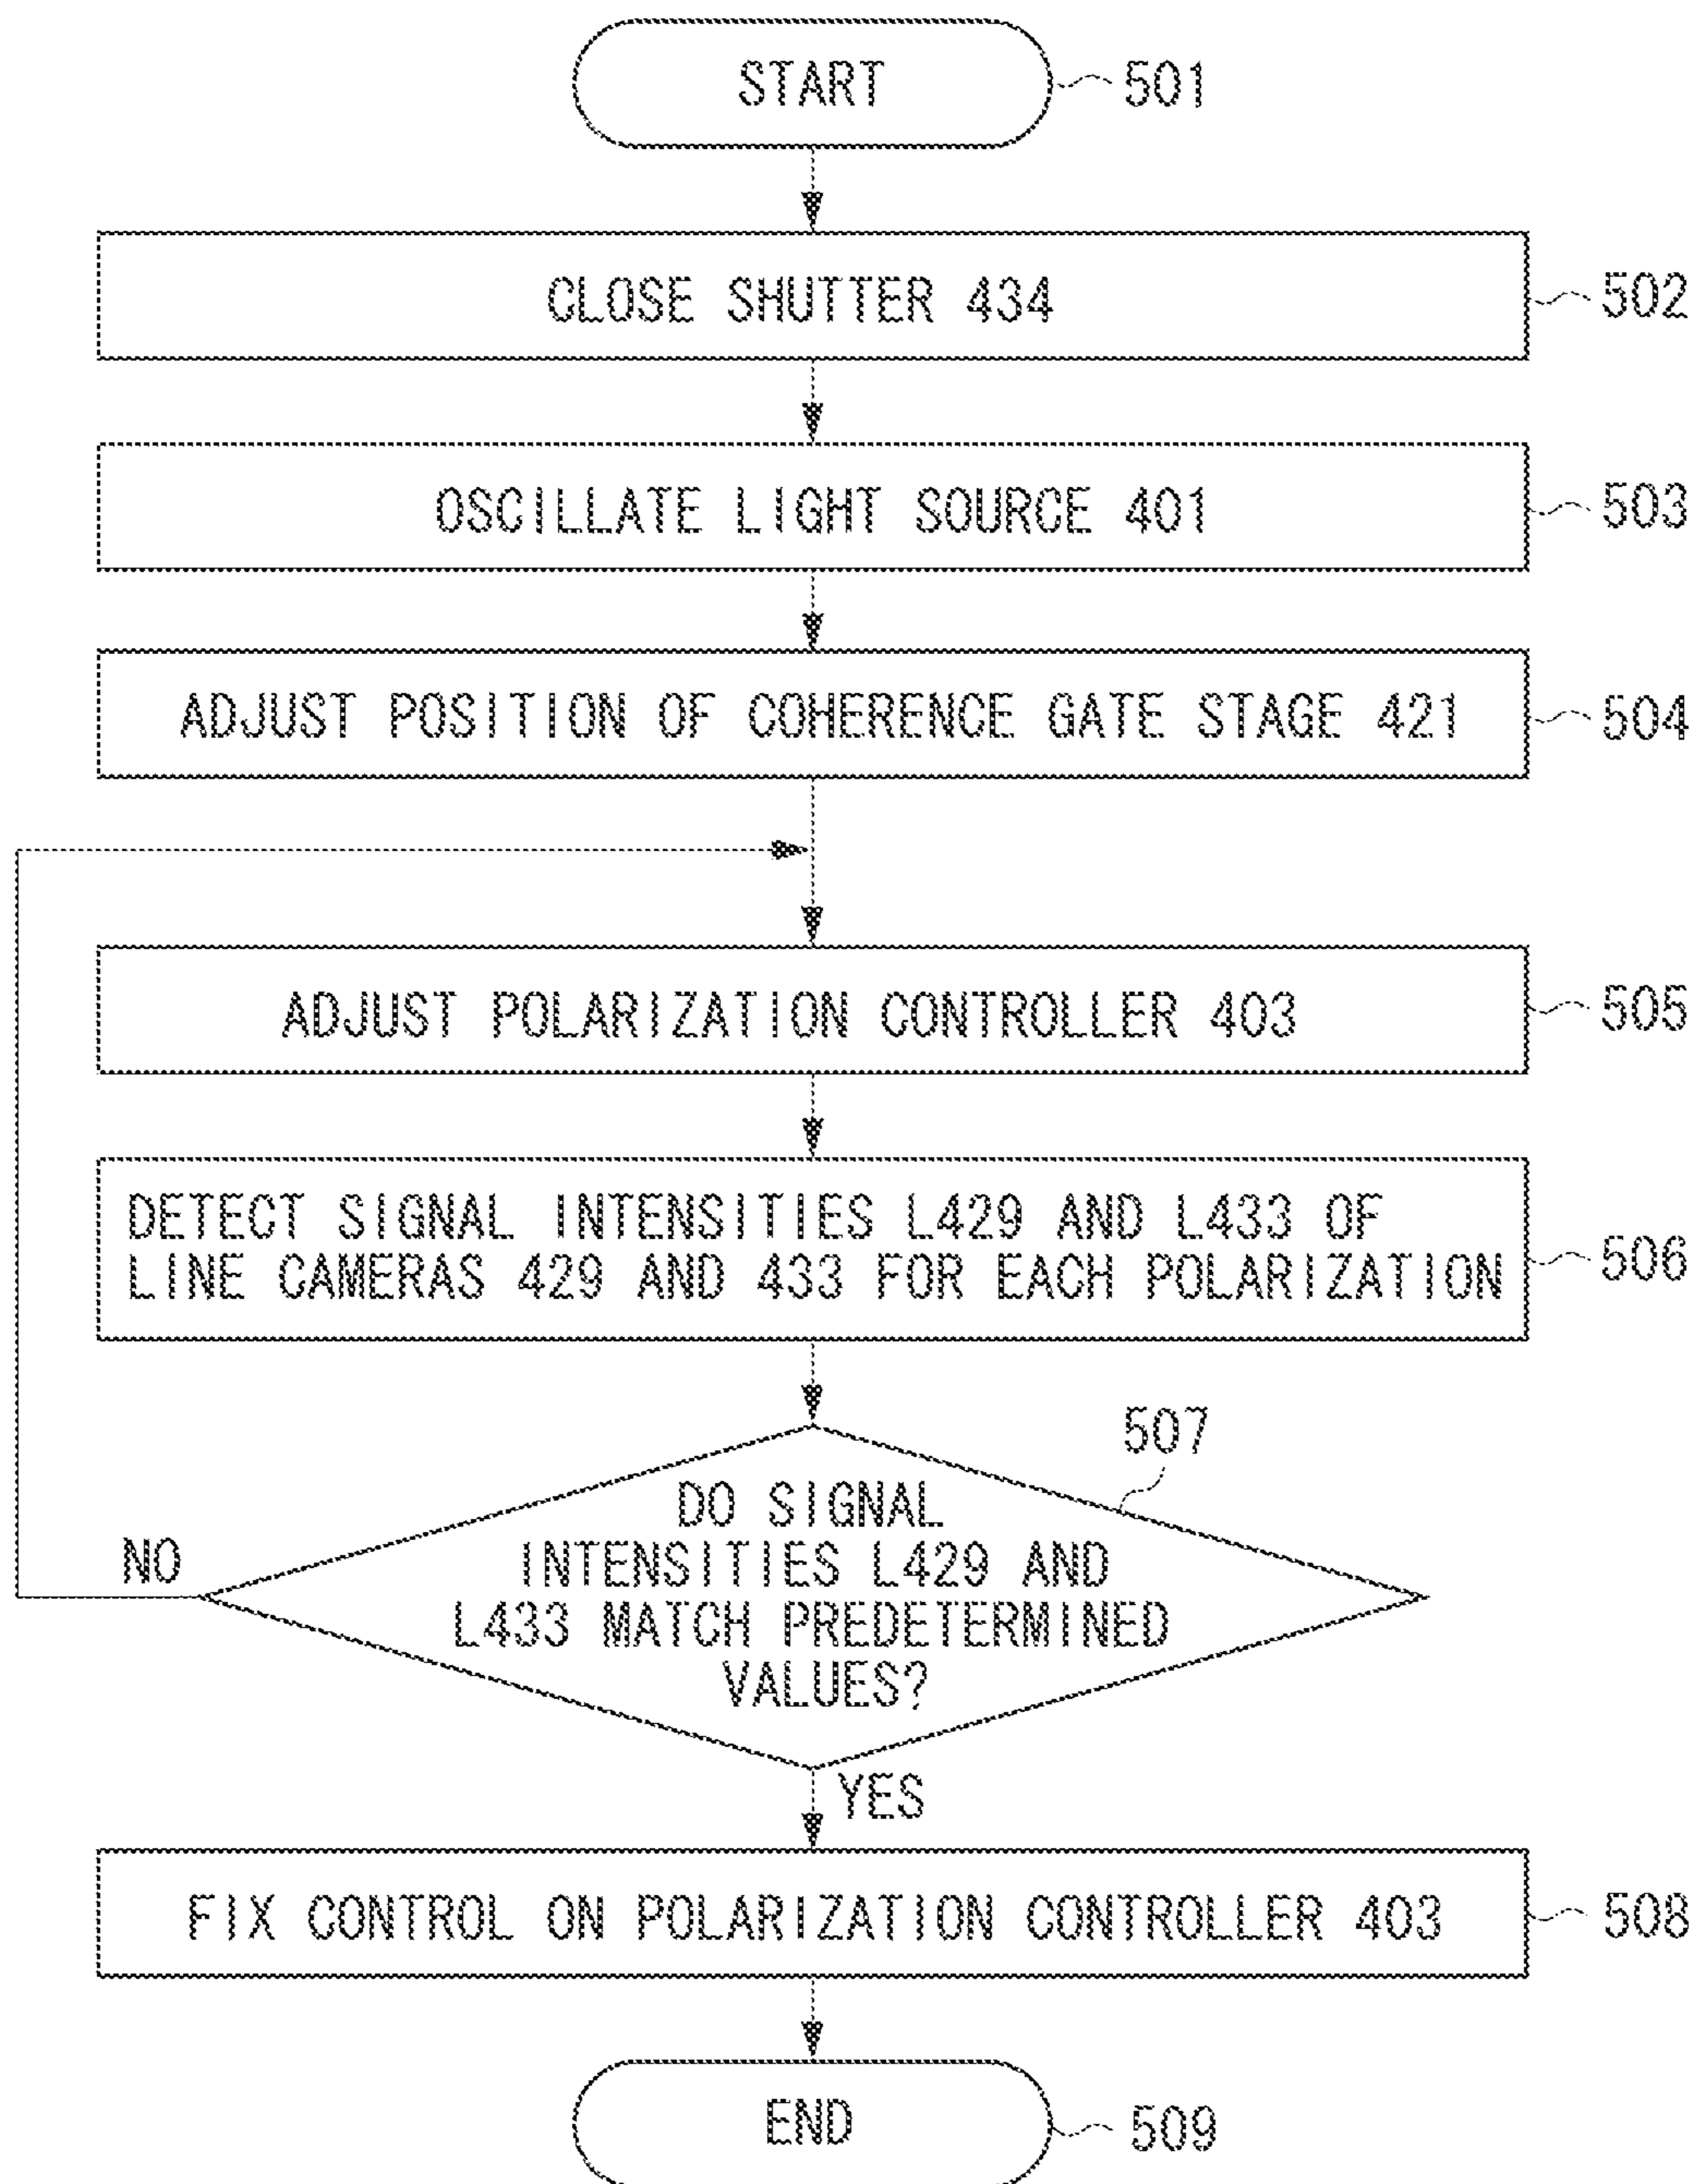 START
501
CLOSE SHUTTER 434
502
OSCILLATE LIGHT SOURCE 401
503
ADJUST POSITION OF COHERENCE GATE STAGE 421
504
ADJUST POLARIZATION CONTROLLER 403
505
DETECT SIGNAL INTENSITIES L429 AND L433 OF
LINE CAMERAS 429 AND 433 FOR EACH POLARIZATION
506
507
DO SIGNAL
INTENSITIES L429 AND
L433 MATCH PREDETERMINED
VALUES?
NO
YES
FIX CONTROL ON POLARIZATION CONTROLLER 403
508
END
509